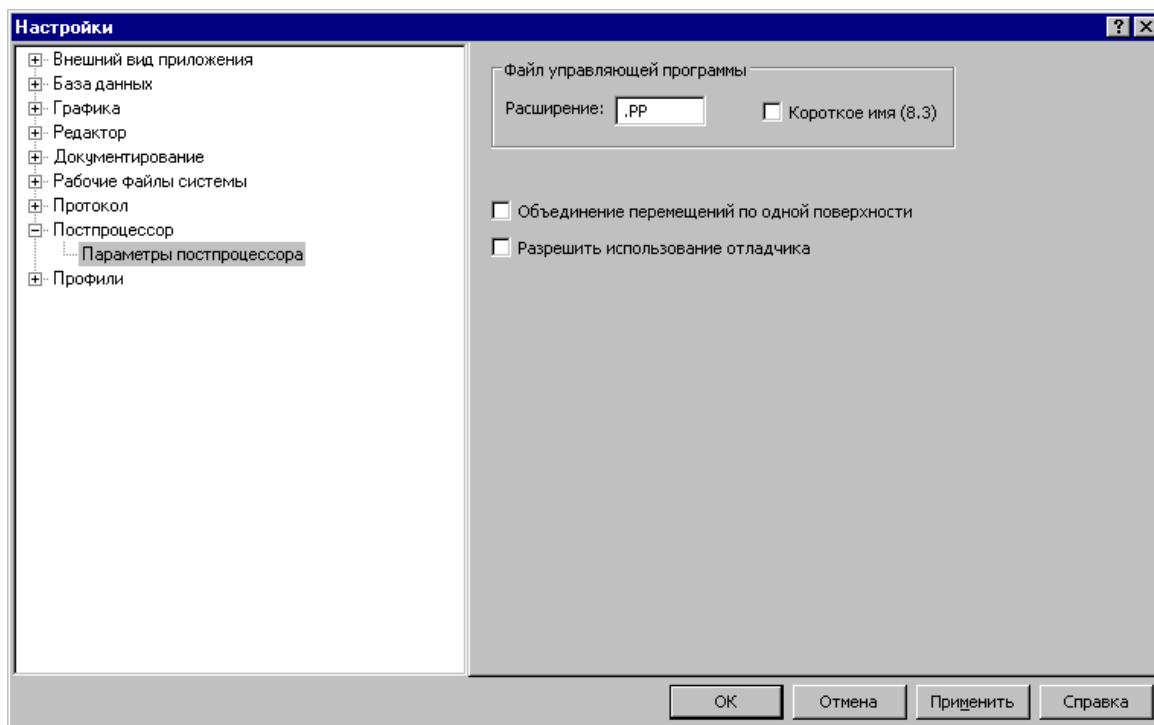 Настройки
Внешний вид приложения
База данных
Графика
Редактор
Документирование
Рабочие файлы системы
Протокол
Постпроцессор
Параметры постпроцессора
Профили
Файл управляющей программы
Расширение: .PP Короткое имя (8.3)
Объединение перемещений по одной поверхности
Разрешить использование отладчика
ОК Отмена Применить Справка